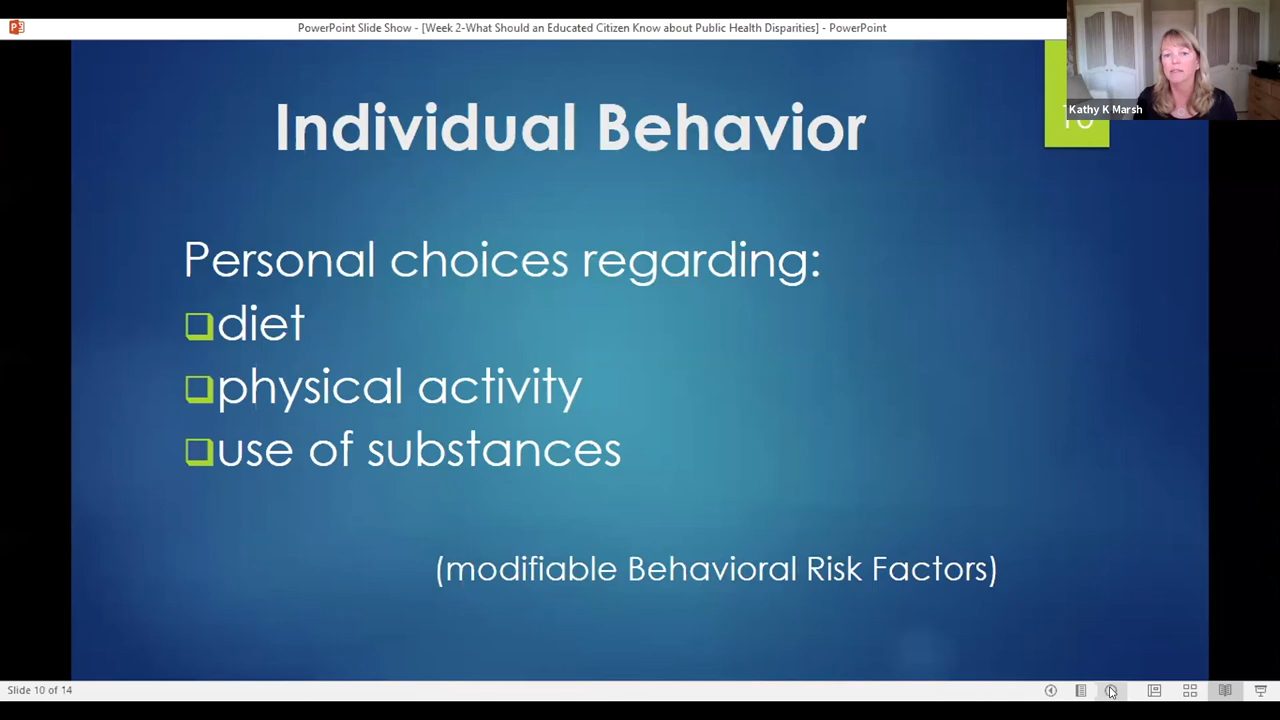 PowerPoint Slide Show - [Week 2-What Should an Educated Citizen Know about Public Health Disparities] - PowerPoint
Kathy K Marsh
Individual Behavior
Personal choices regarding:
diet
physical activity
use of substances
(modifiable Behavioral Risk Factors)
Slide 10 of 14